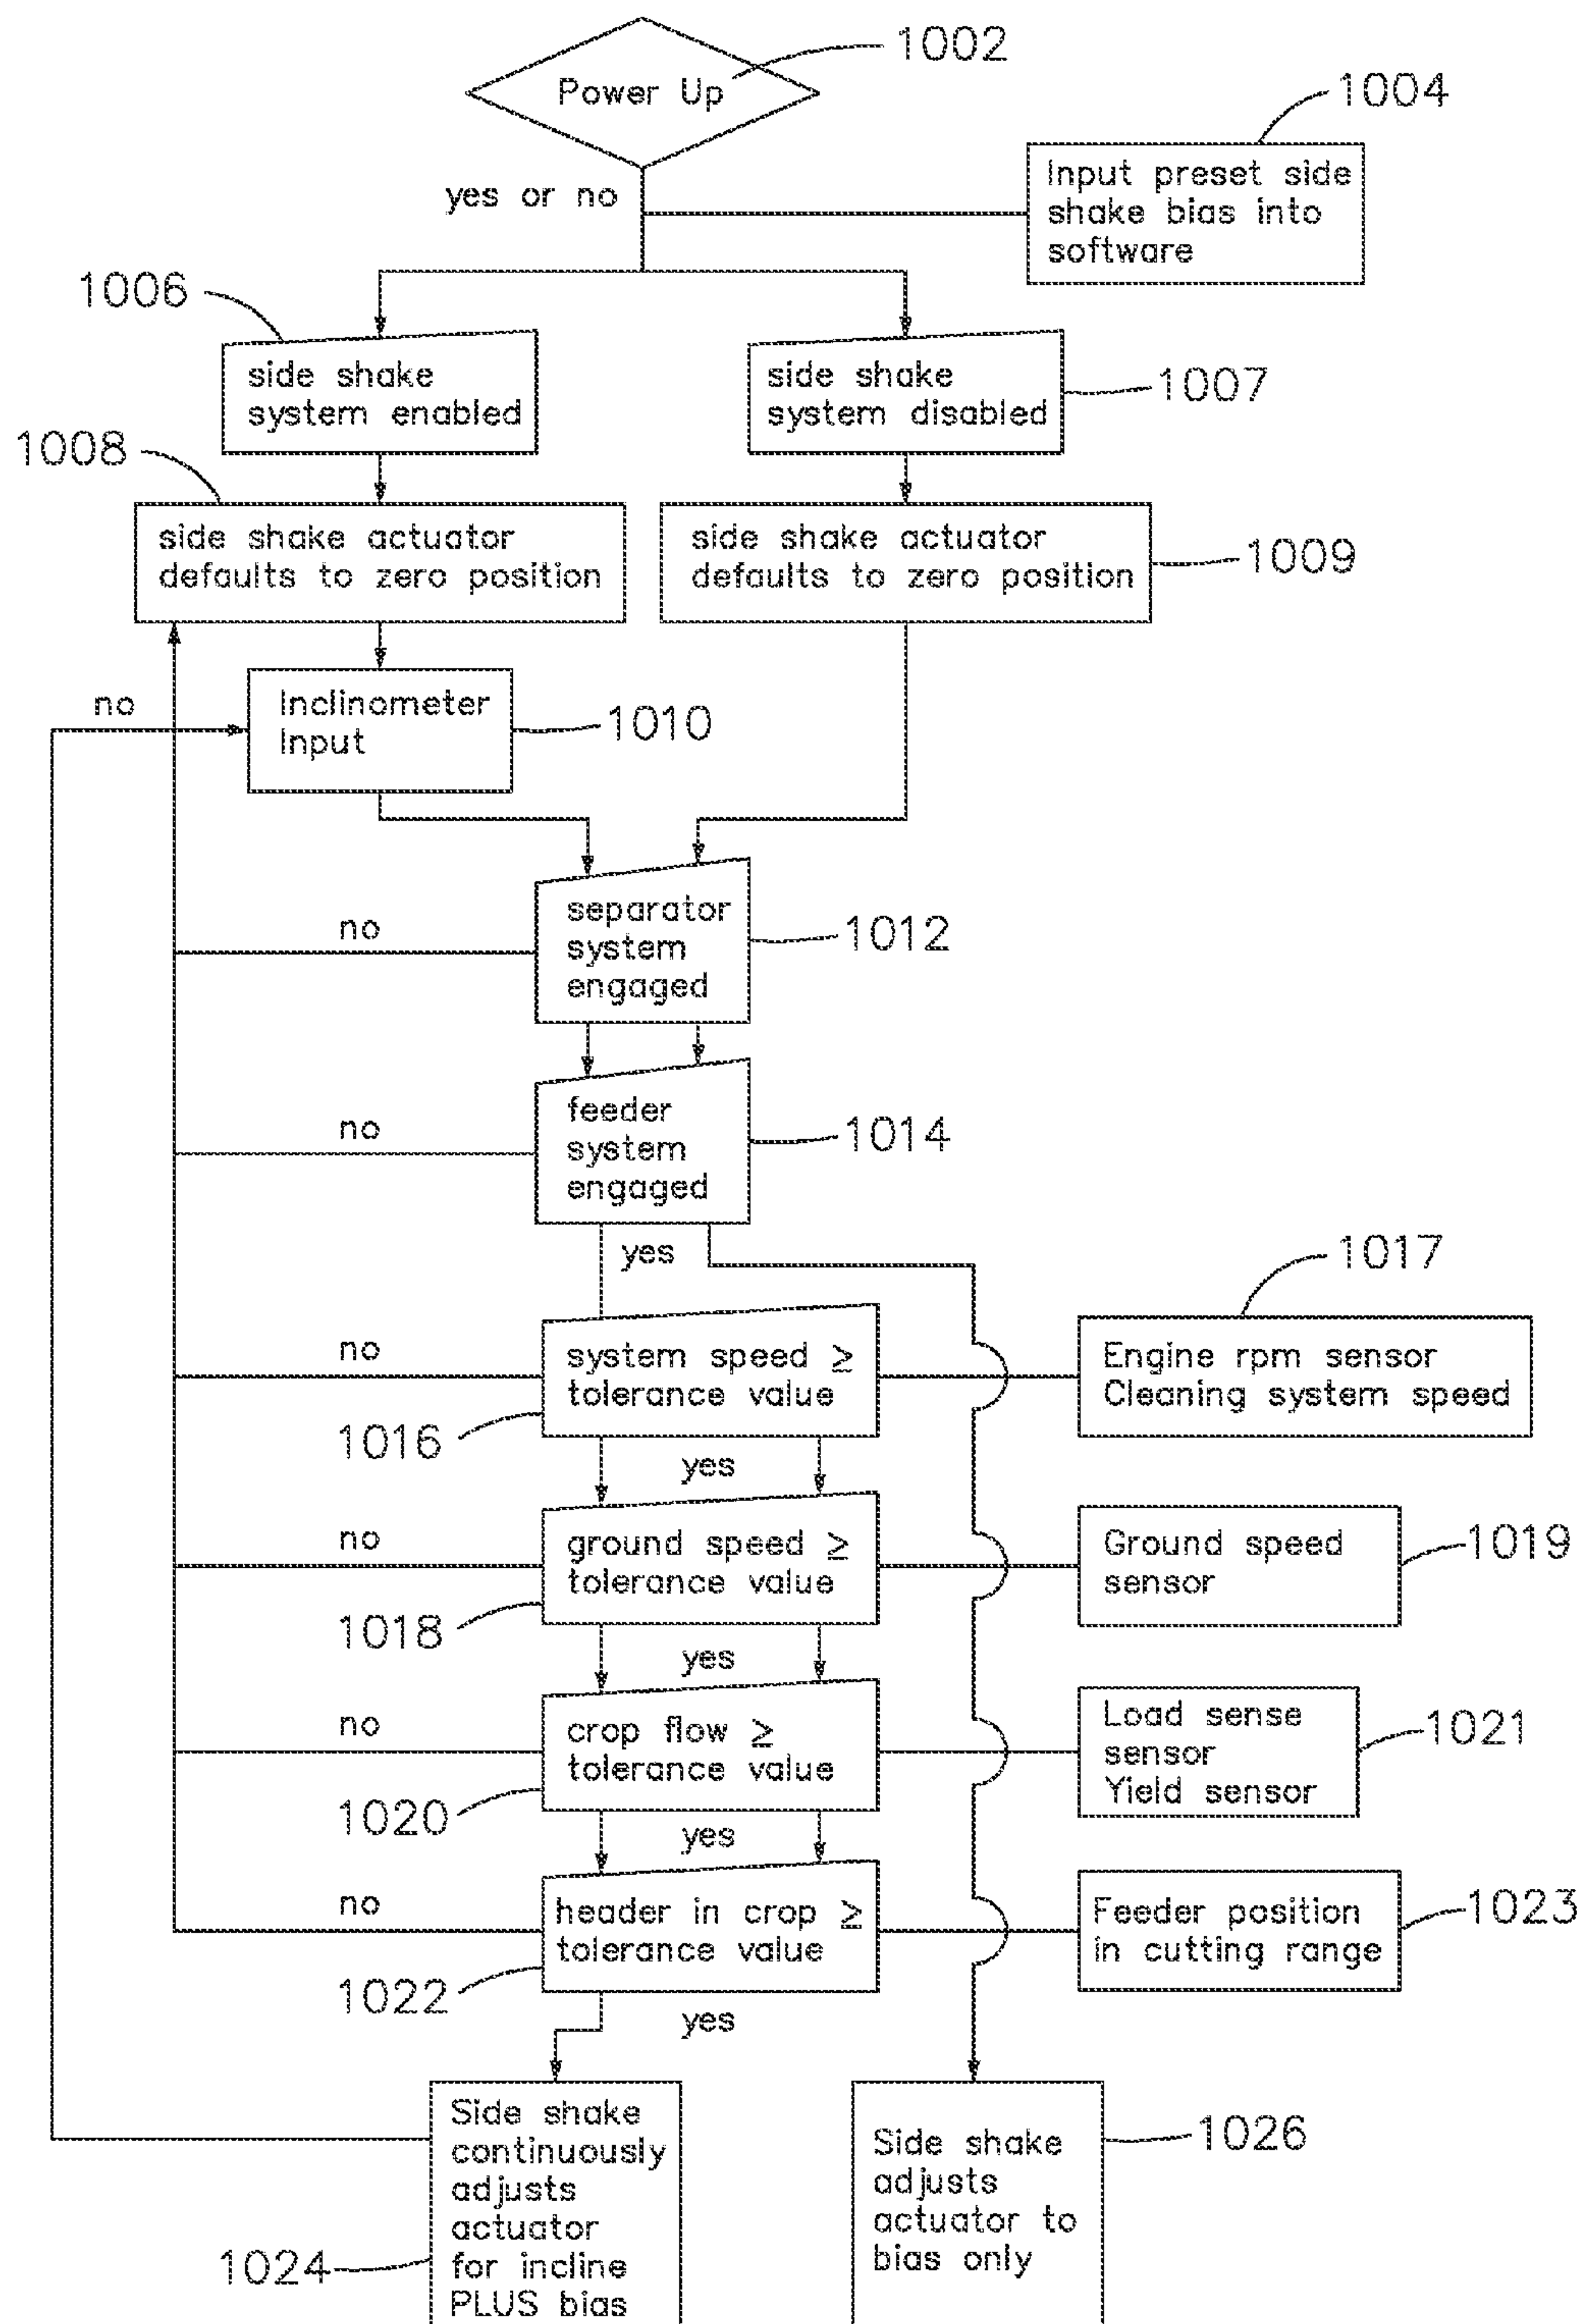 Power Up
1002
1004
Input preset side
shake bias into
software
yes or no
1006
side shake
system enabled
side shake
system disabled
1007
1008
side shake actuator
defaults to zero position
side shake actuator
defaults to zero position
1009
no
Inclinometer
Input
1010
no
separator
system
engaged
1012
no
feeder
system
engaged
1014
yes
1017
no
system speed ≥
tolerance value
Engine rpm sensor
Cleaning system speed
1016
yes
no
ground speed ≥
tolerance value
Ground speed
sensor
1019
1018
yes
no
crop flow ≥
tolerance value
Load sense
sensor
Yield sensor
1021
1020
yes
no
header in crop ≥
tolerance value
Feeder position
in cutting range
1023
1022
yes
Side shake
continuously
adjusts
actuator
for incline
PLUS bias
1024
Side shake
adjusts
actuator to
bias only
1026